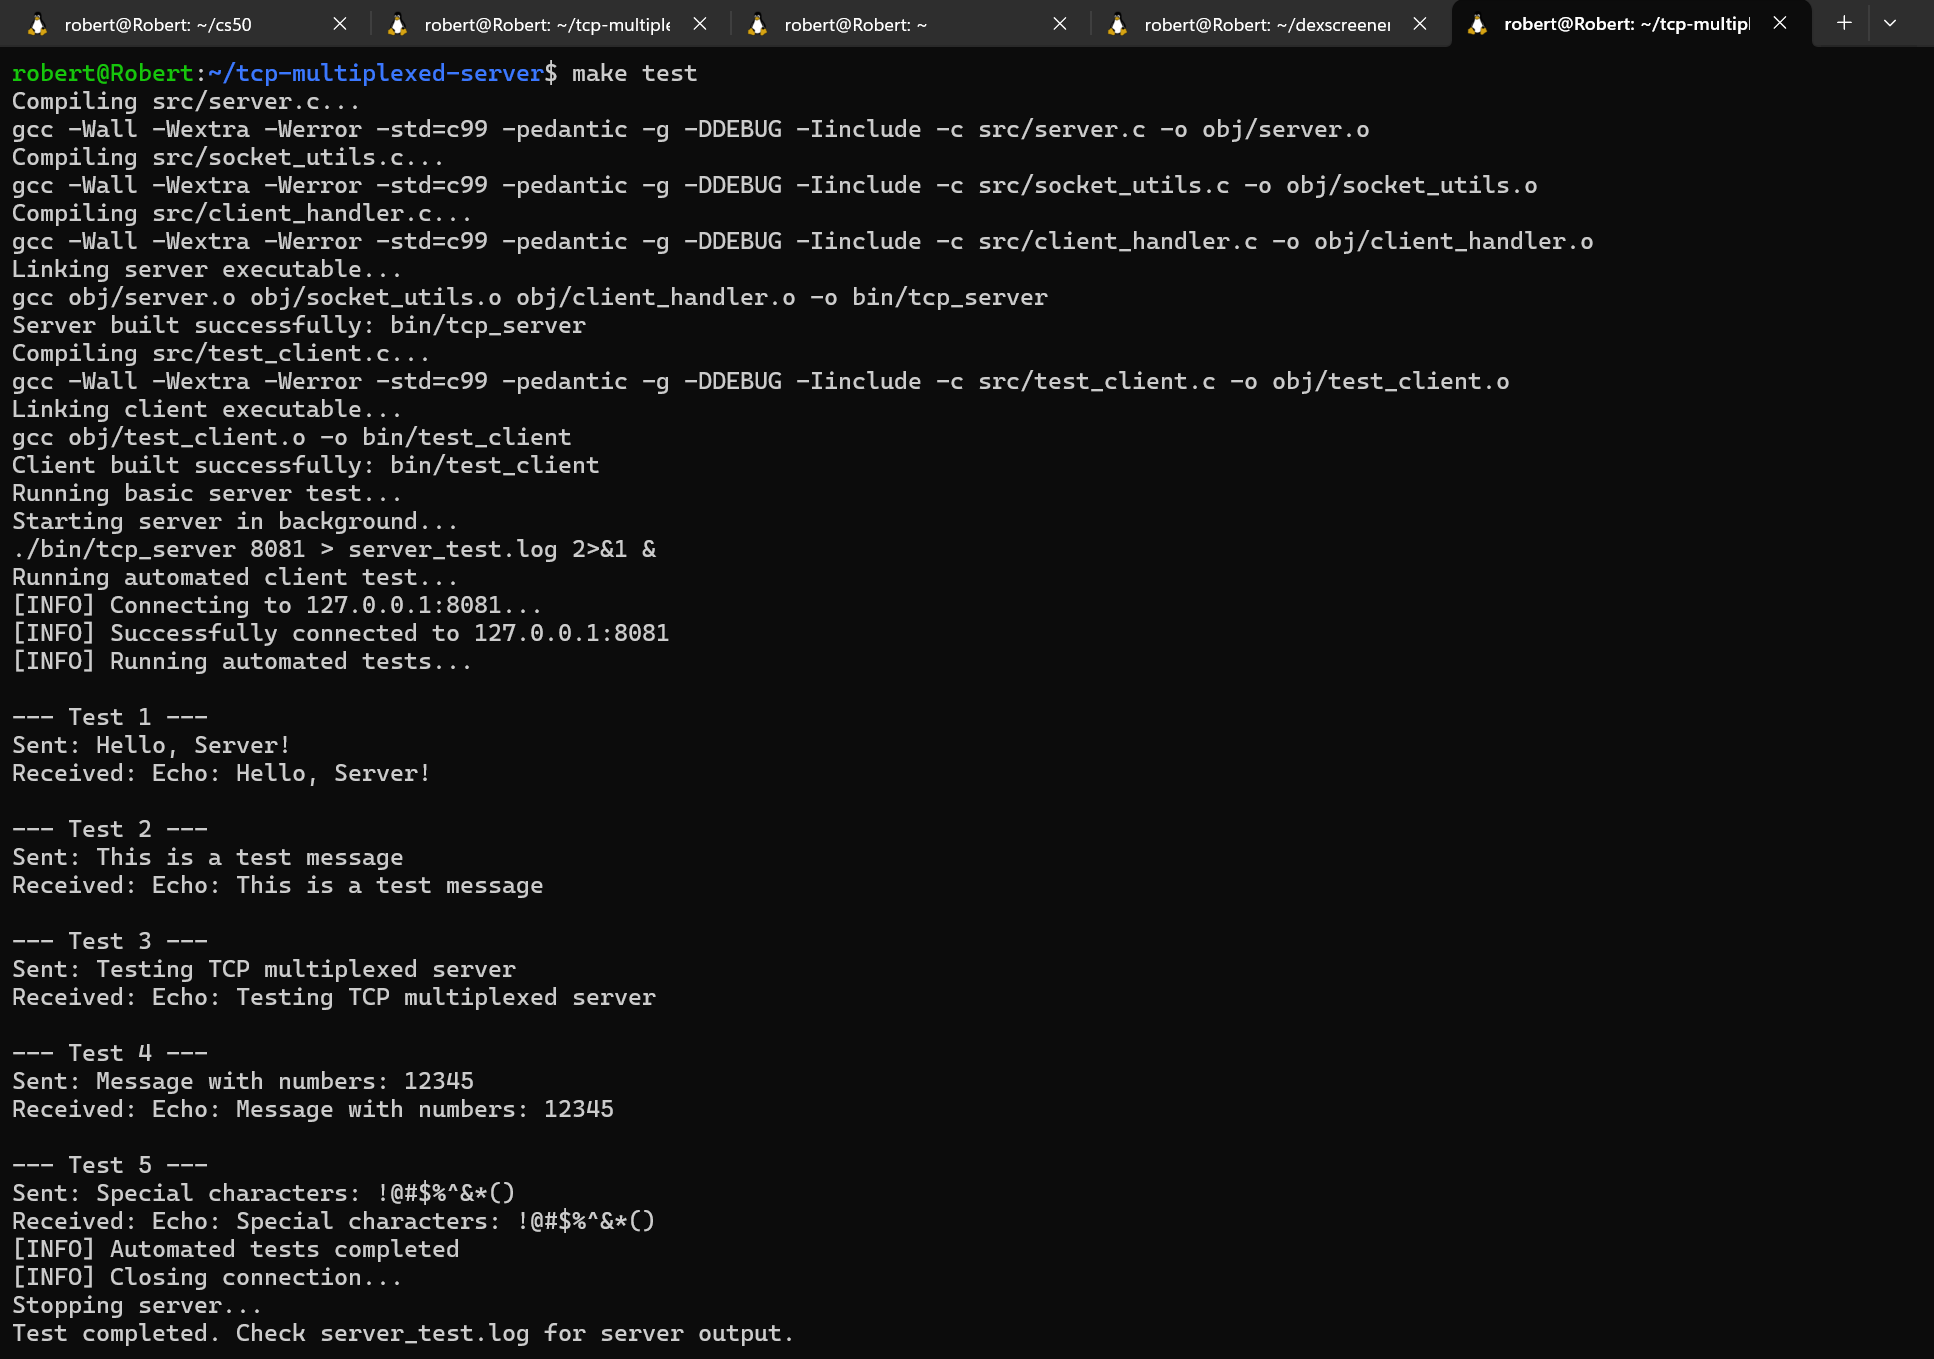 robert@Robert: ~/cs50
robert@Robert: ~/tcp-multiple
robert@Robert: ~
robert@Robert: ~/dexscreener
robert@Robert: ~/tcp-multipl
robert@Robert:~/tcp-multiplexed-server$ make test
Compiling src/server.c...
gcc -Wall -Wextra -Werror -std=c99 -pedantic -g -DDEBUG -Iinclude -c src/server.c -o obj/server.o
Compiling src/socket_utils.c...
gcc -Wall -Wextra -Werror -std=c99 -pedantic -g -DDEBUG -Iinclude -c src/socket_utils.c -o obj/socket_utils.o
Compiling src/client_handler.c...
gcc -Wall -Wextra -Werror -std=c99 -pedantic -g -DDEBUG -Iinclude -c src/client_handler.c -o obj/client_handler.o
Linking server executable...
gcc obj/server.o obj/socket_utils.o obj/client_handler.o -o bin/tcp_server
Server built successfully: bin/tcp_server
Compiling src/test_client.c...
gcc -Wall -Wextra -Werror -std=c99 -pedantic -g -DDEBUG -Iinclude -c src/test_client.c -o obj/test_client.o
Linking client executable...
gcc obj/test_client.o -o bin/test_client
Client built successfully: bin/test_client
Running basic server test...
Starting server in background...
./bin/tcp_server 8081 > server_test.log 2>&1 &
Running automated client test...
[INFO] Connecting to 127.0.0.1:8081...
[INFO] Successfully connected to 127.0.0.1:8081
[INFO] Running automated tests...
--- Test 1 ---
Sent: Hello, Server!
Received: Echo: Hello, Server!
--- Test 2 ---
Sent: This is a test message
Received: Echo: This is a test message
--- Test 3 ---
Sent: Testing TCP multiplexed server
Received: Echo: Testing TCP multiplexed server
--- Test 4 ---
Sent: Message with numbers: 12345
Received: Echo: Message with numbers: 12345
--- Test 5 ---
Sent: Special characters: !@#$%^&*()
Received: Echo: Special characters: !@#$%^&*()
[INFO] Automated tests completed
[INFO] Closing connection...
Stopping server...
Test completed. Check server_test.log for server output.